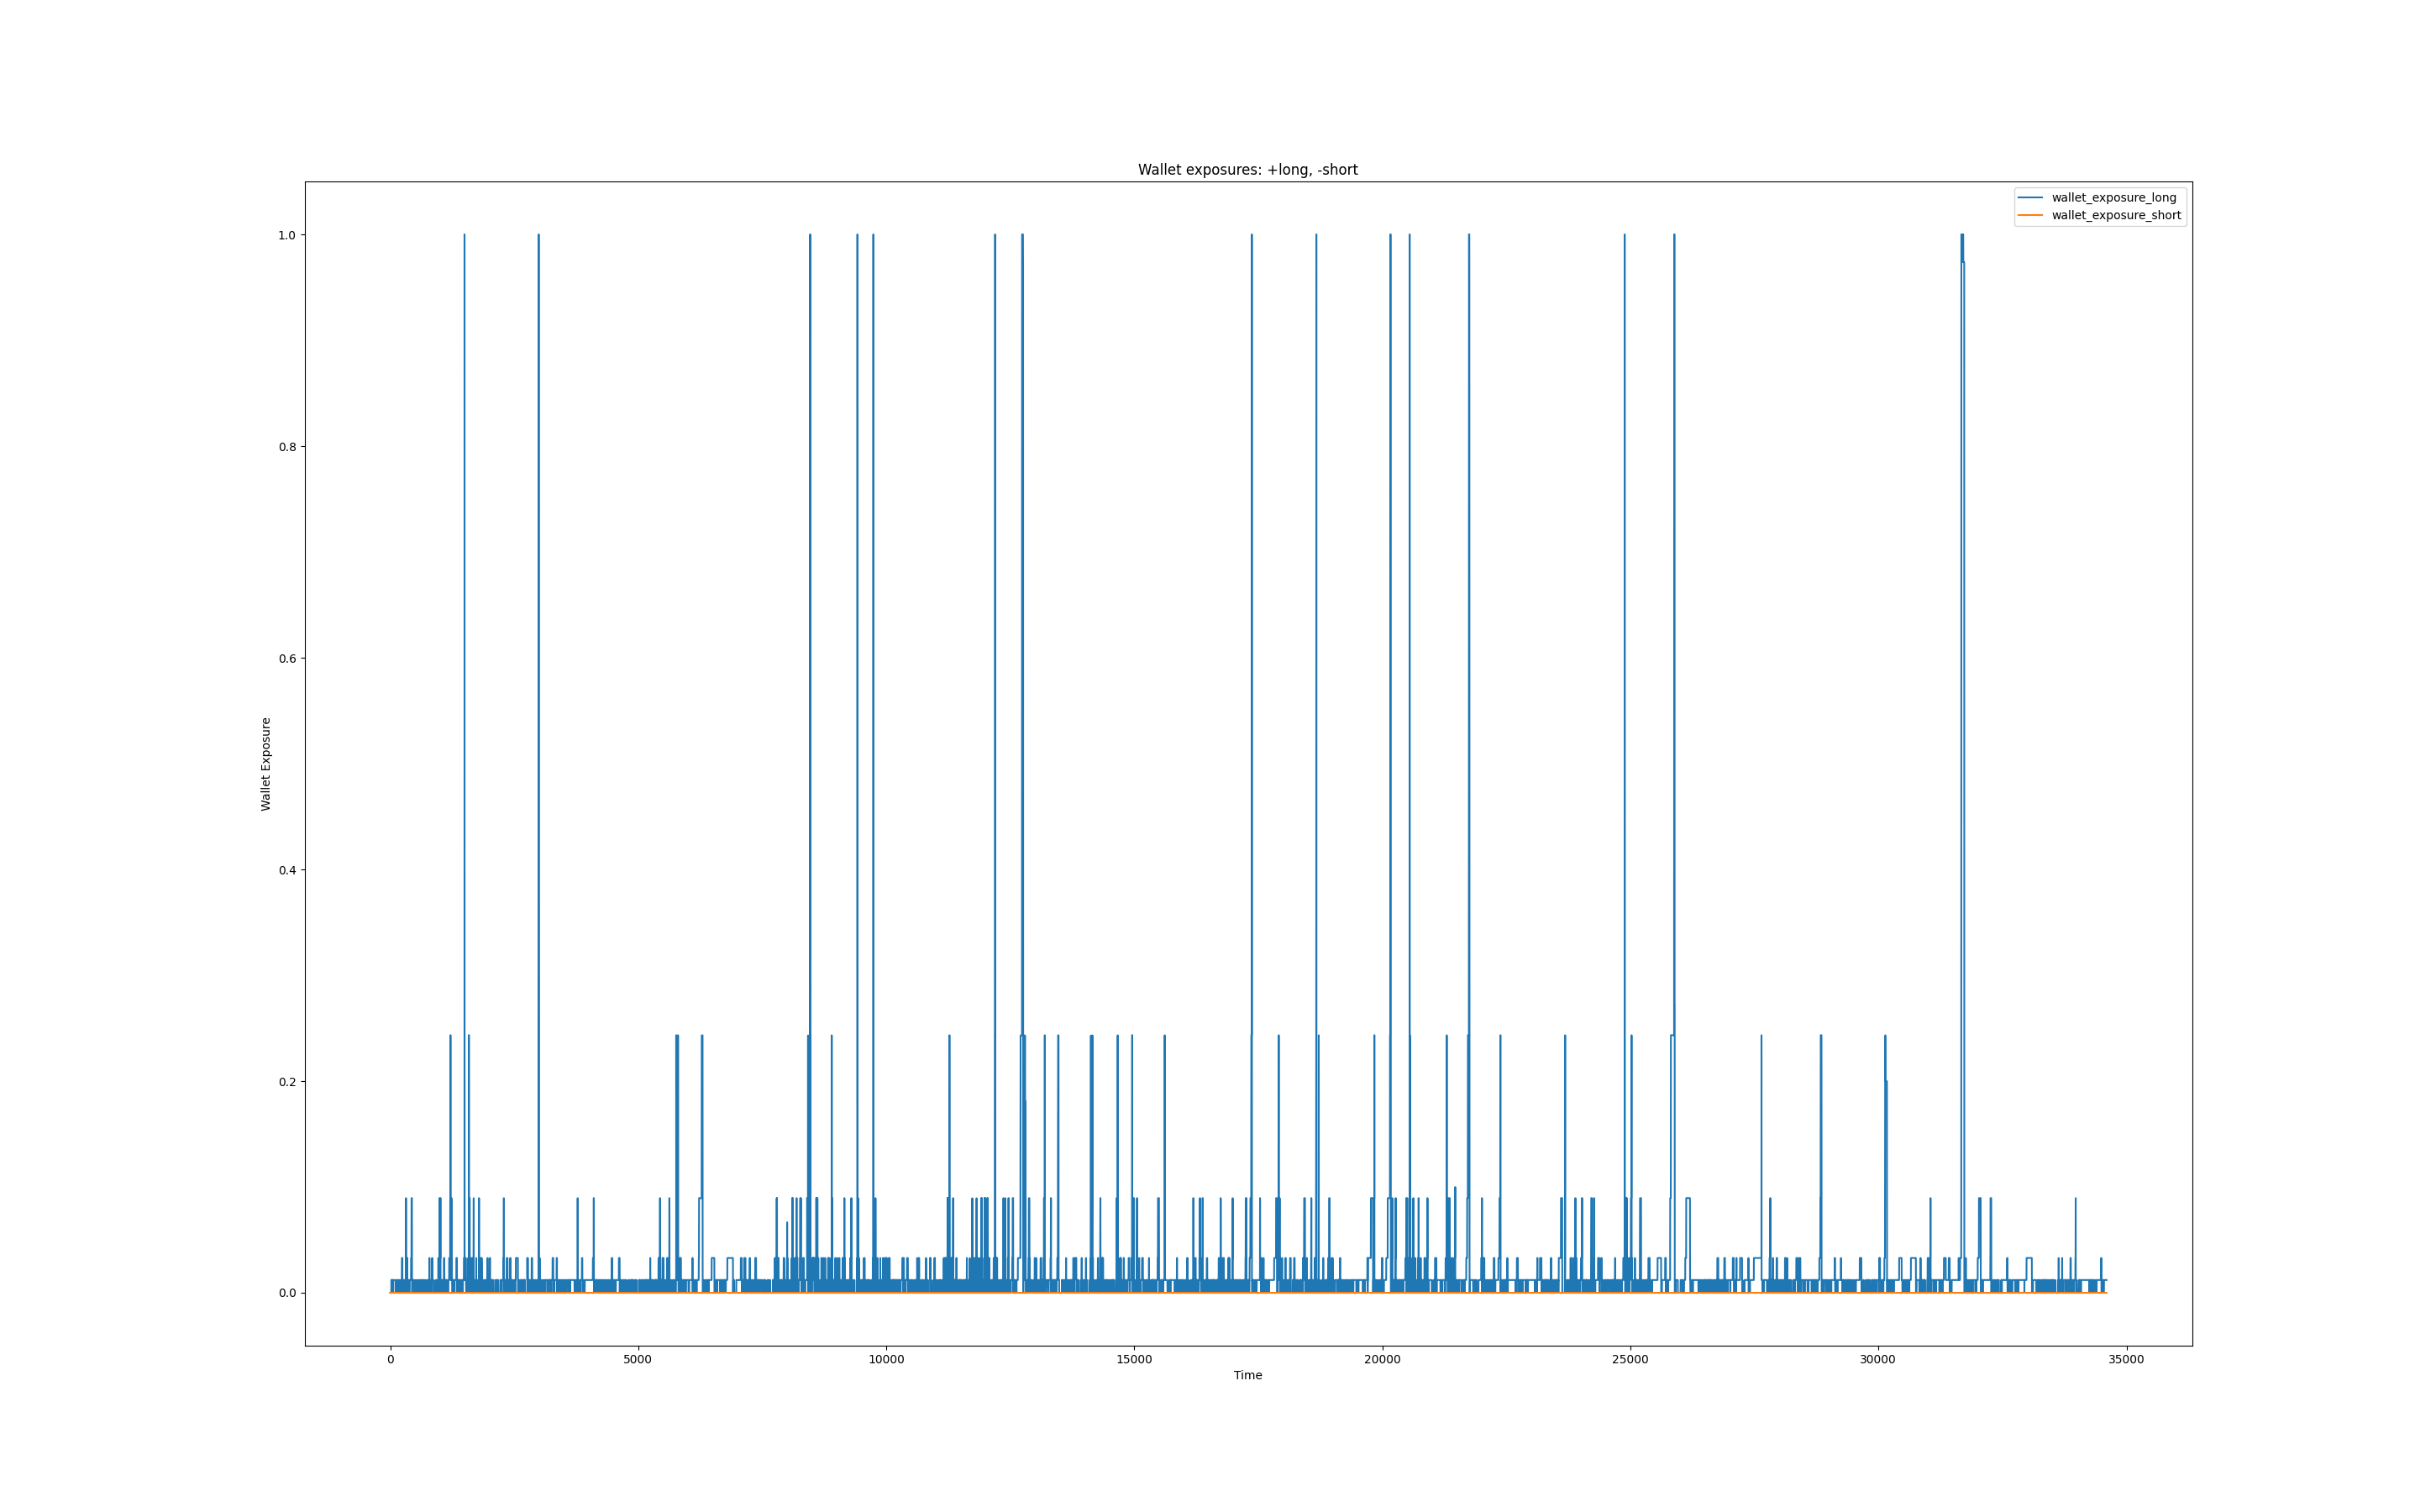 Wallet exposures: +long, -short
wallet_exposure_long
wallet_exposure_short
1.0
0.8
0.6
0.4
0.2
0.0
Wallet Exposure
0 5000 10000 15000 20000 25000 30000 35000
Time